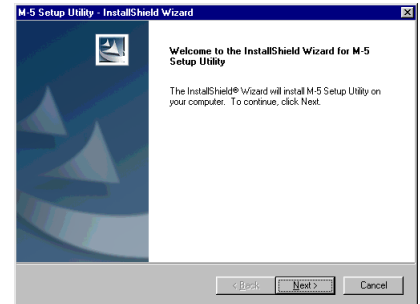 M-5 Setup Utility - InstallShield Wizard
Welcome to the InstallShield Wizard for M-5
Setup Utility
The InstallShield® Wizard will install M-5 Setup Utility on
your computer. To continue, click Next.
< Back
Next >
Cancel